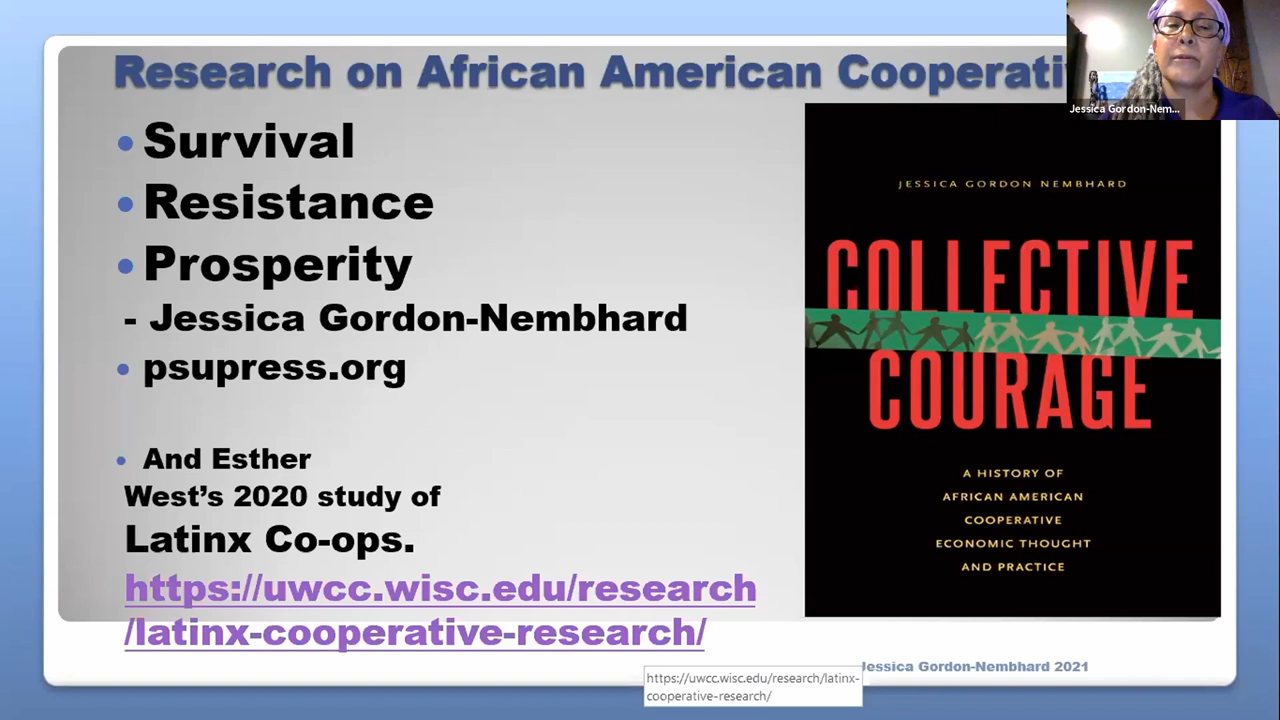 Research on African American Cooperati
Jessica Gordon-Nem...
Survival
Resistance
Prosperity
- Jessica Gordon-Nembhard
psupress.org
And Esther
West's 2020 study of
Latinx Co-ops.
https://uwcc.wisc.edu/research
/latinx-cooperative-research/
JESSICA GORDON NEMBHARD
COLLECTIVE
COURAGE
A HISTORY OF
AFRICAN AMERICAN
COOPERATIVE
ECONOMIC THOUGHT
AND PRACTICE
Jessica Gordon-Nembhard 2021
https://uwcc.wisc.edu/research/latinx-
cooperative-research/